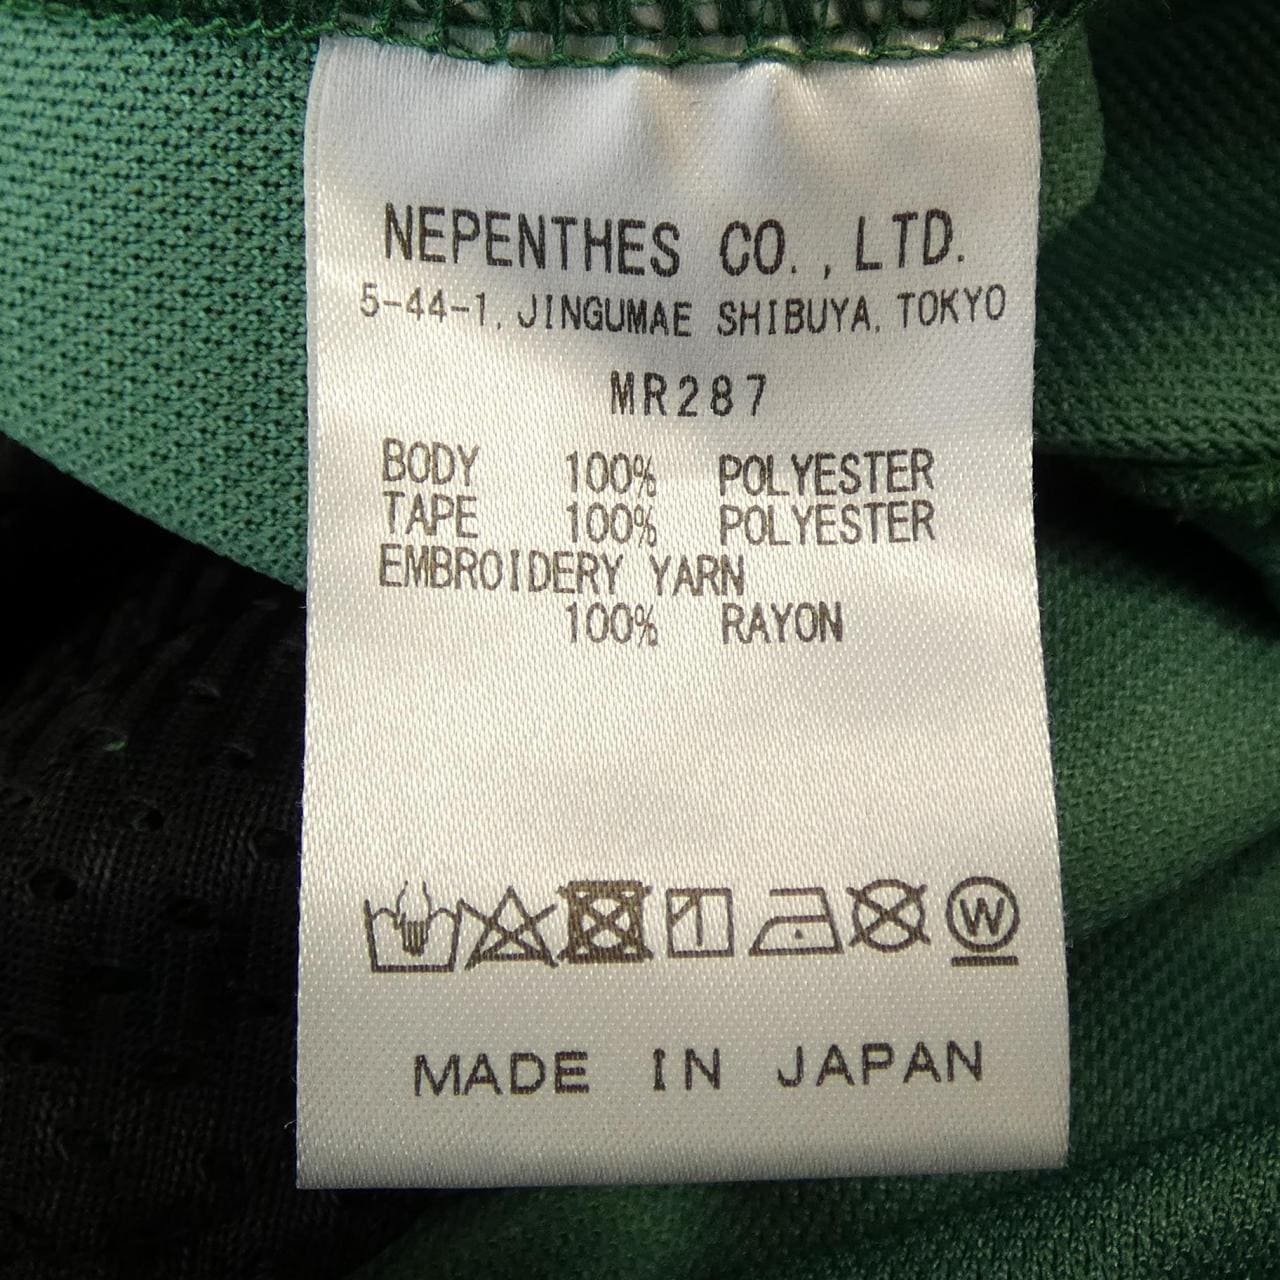 NEPENTHES CO., LTD.
5-44-1, JINGUMAE SHIBUYA, TOKYO
MR287
BODY 100% POLYESTER
TAPE 100% POLYESTER
EMBROIDERY YARN
100% RAYON
W
MADE IN JAPAN